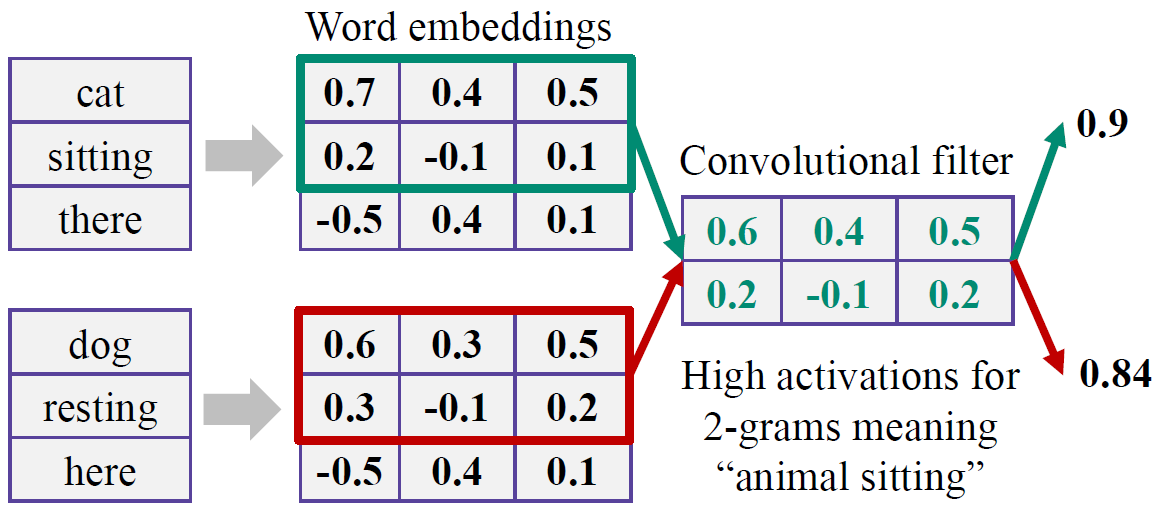 Word embeddings
cat
0.7 0.4 0.5
sitting
0.2 -0.1 0.1
there
-0.5 0.4 0.1
dog
0.6 0.3 0.5
resting
0.3 -0.1 0.2
here
-0.5 0.4 0.1
Convolutional filter
0.6 0.4 0.5
0.2 -0.1 0.2
High activations for
2-grams meaning
“animal sitting”
0.9
0.84